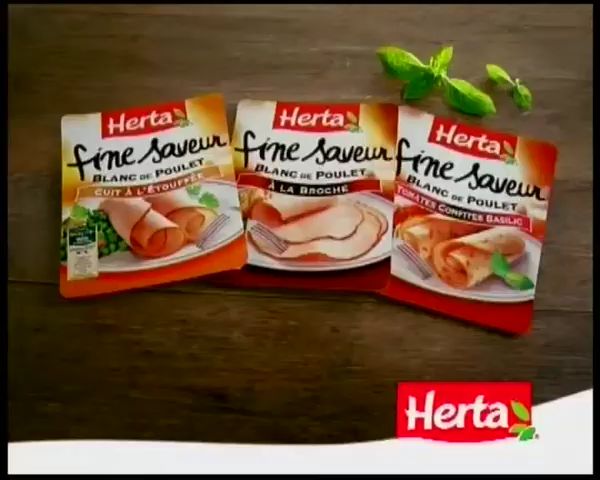 Herta
fine saveur
BLANC DE POULET
CUIT À L'ÉTOUFFÉE
Herta
fine saveur
BLANC DE POULET
À LA BROCHE
Herta
fine saveur
BLANC DE POULET
TOMATES CONFITES BASILIC
Herta